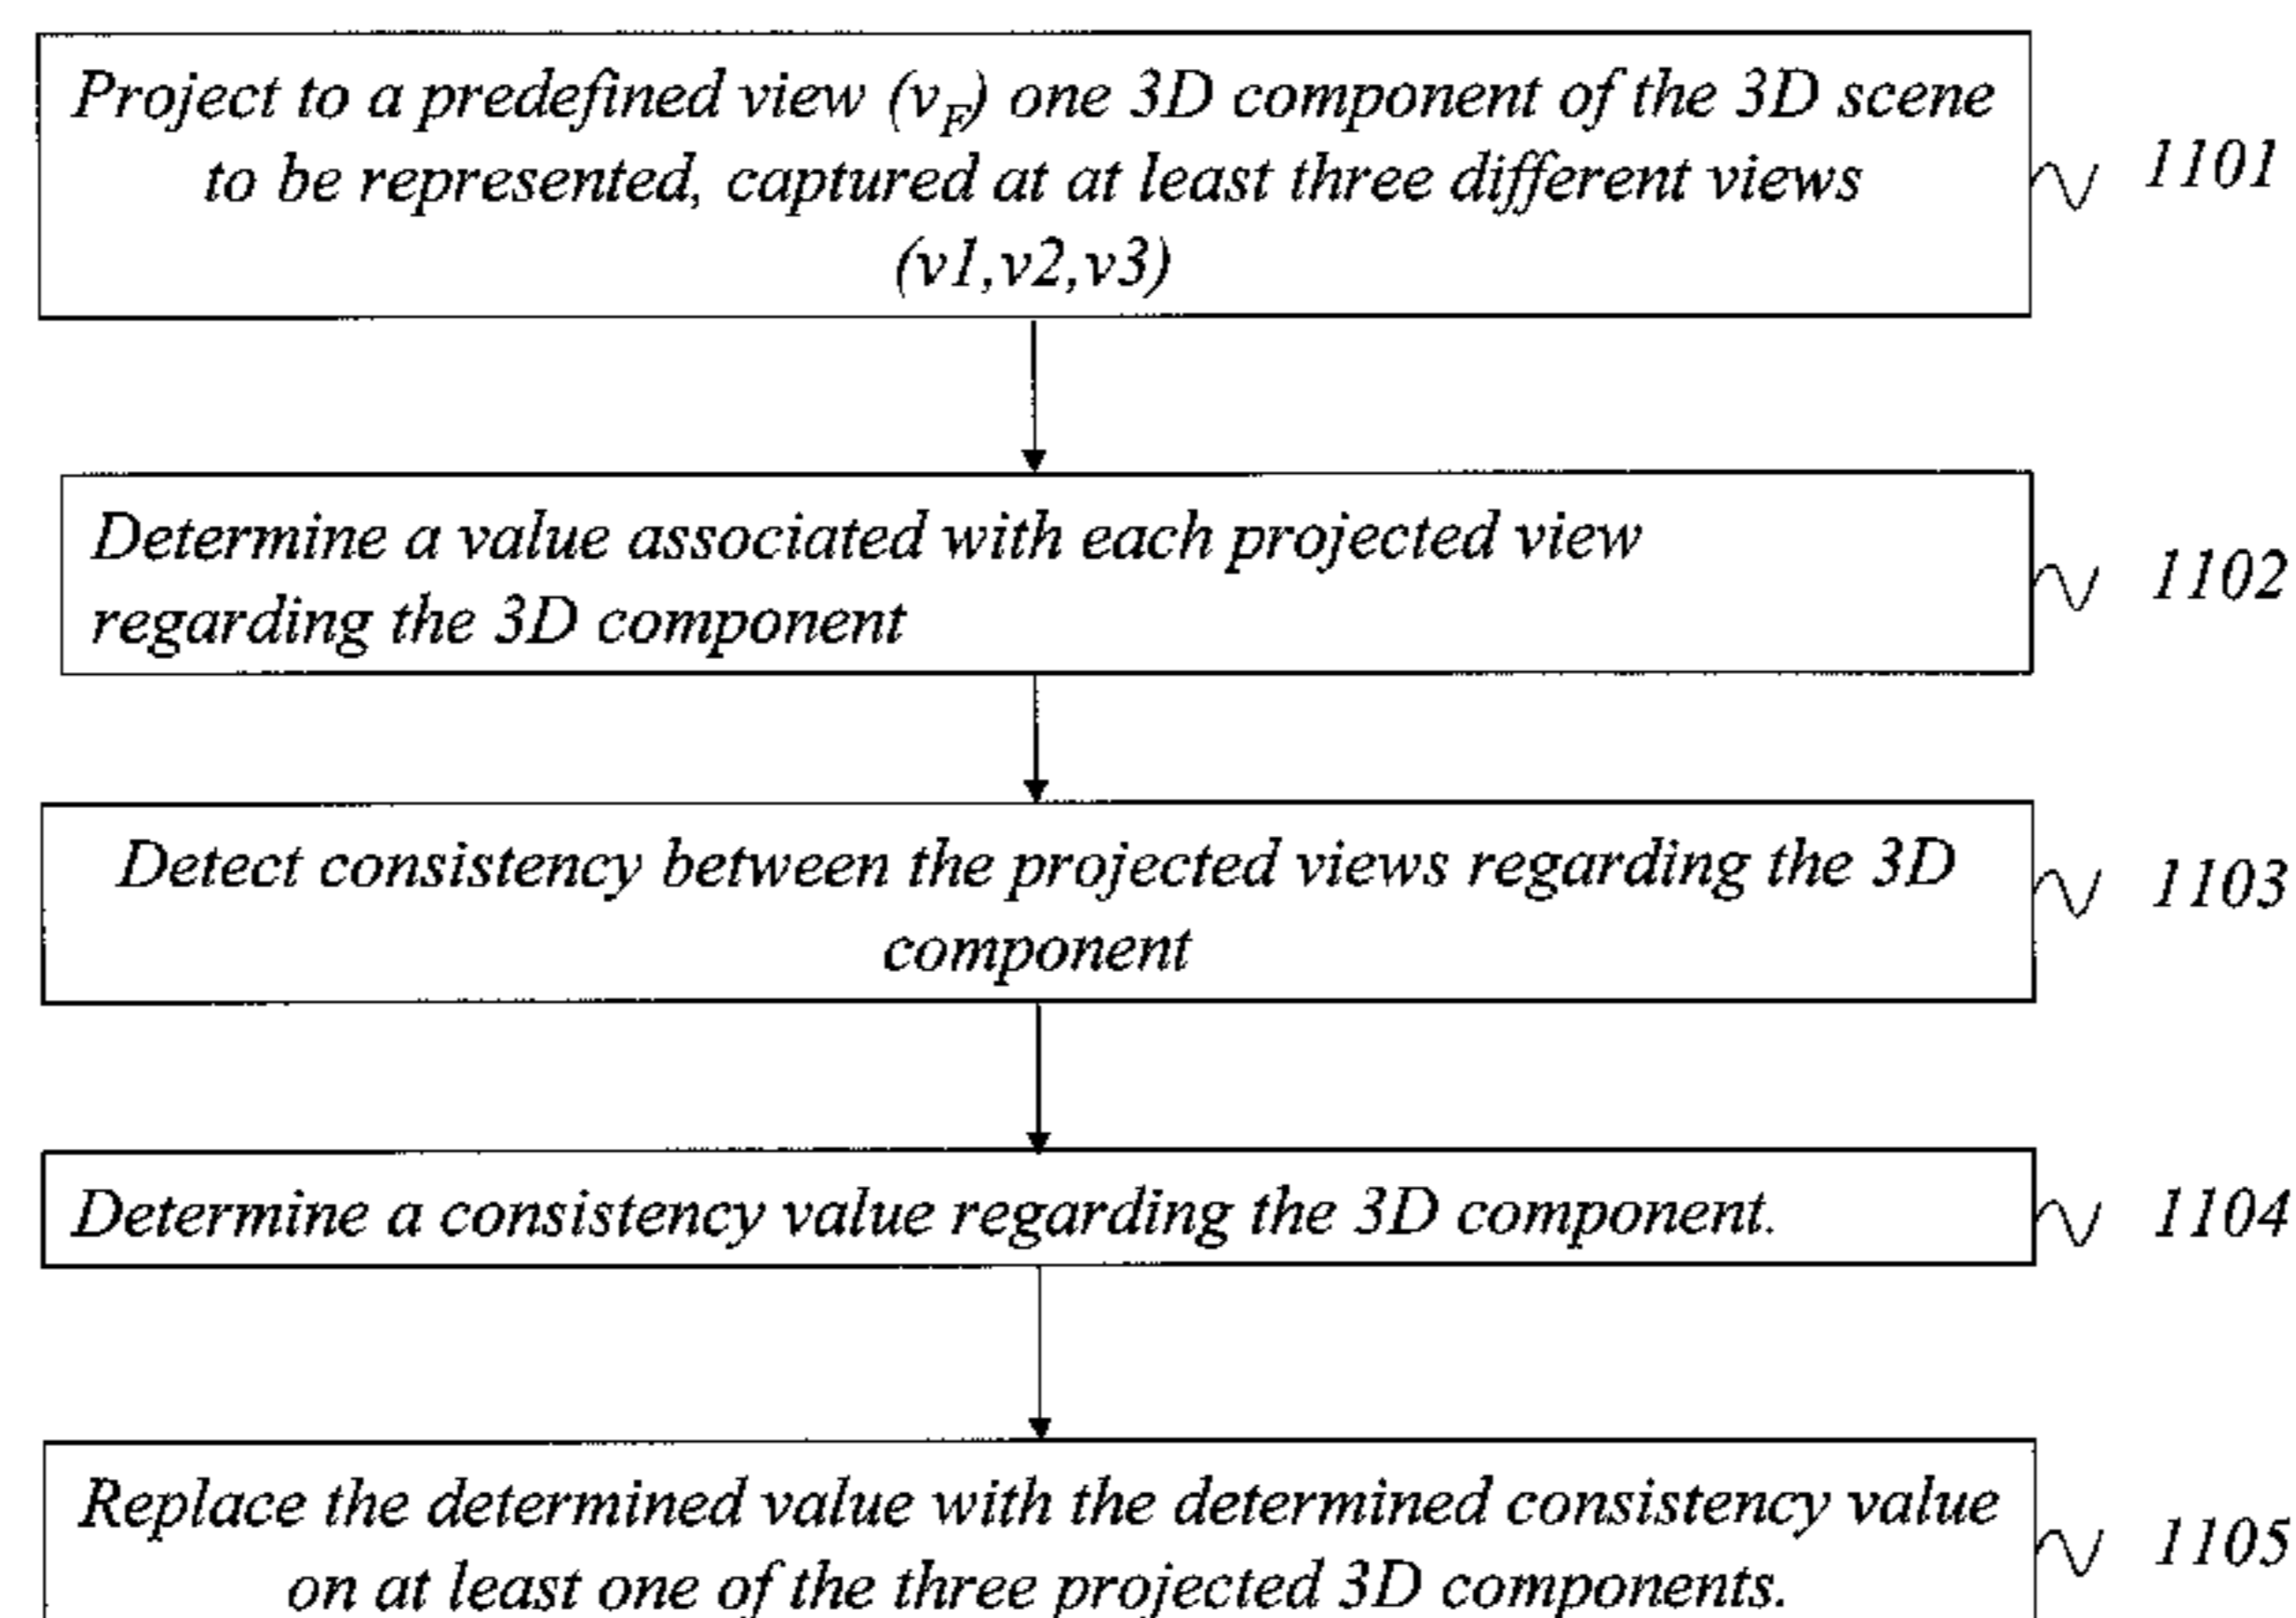 Project to a predefined view (vF) one 3D component of the 3D scene
to be represented, captured at at least three different views
(v1,v2,v3)
1101
Determine a value associated with each projected view
regarding the 3D component
1102
Detect consistency between the projected views regarding the 3D
component
1103
Determine a consistency value regarding the 3D component.
1104
Replace the determined value with the determined consistency value
on at least one of the three projected 3D components.
1105